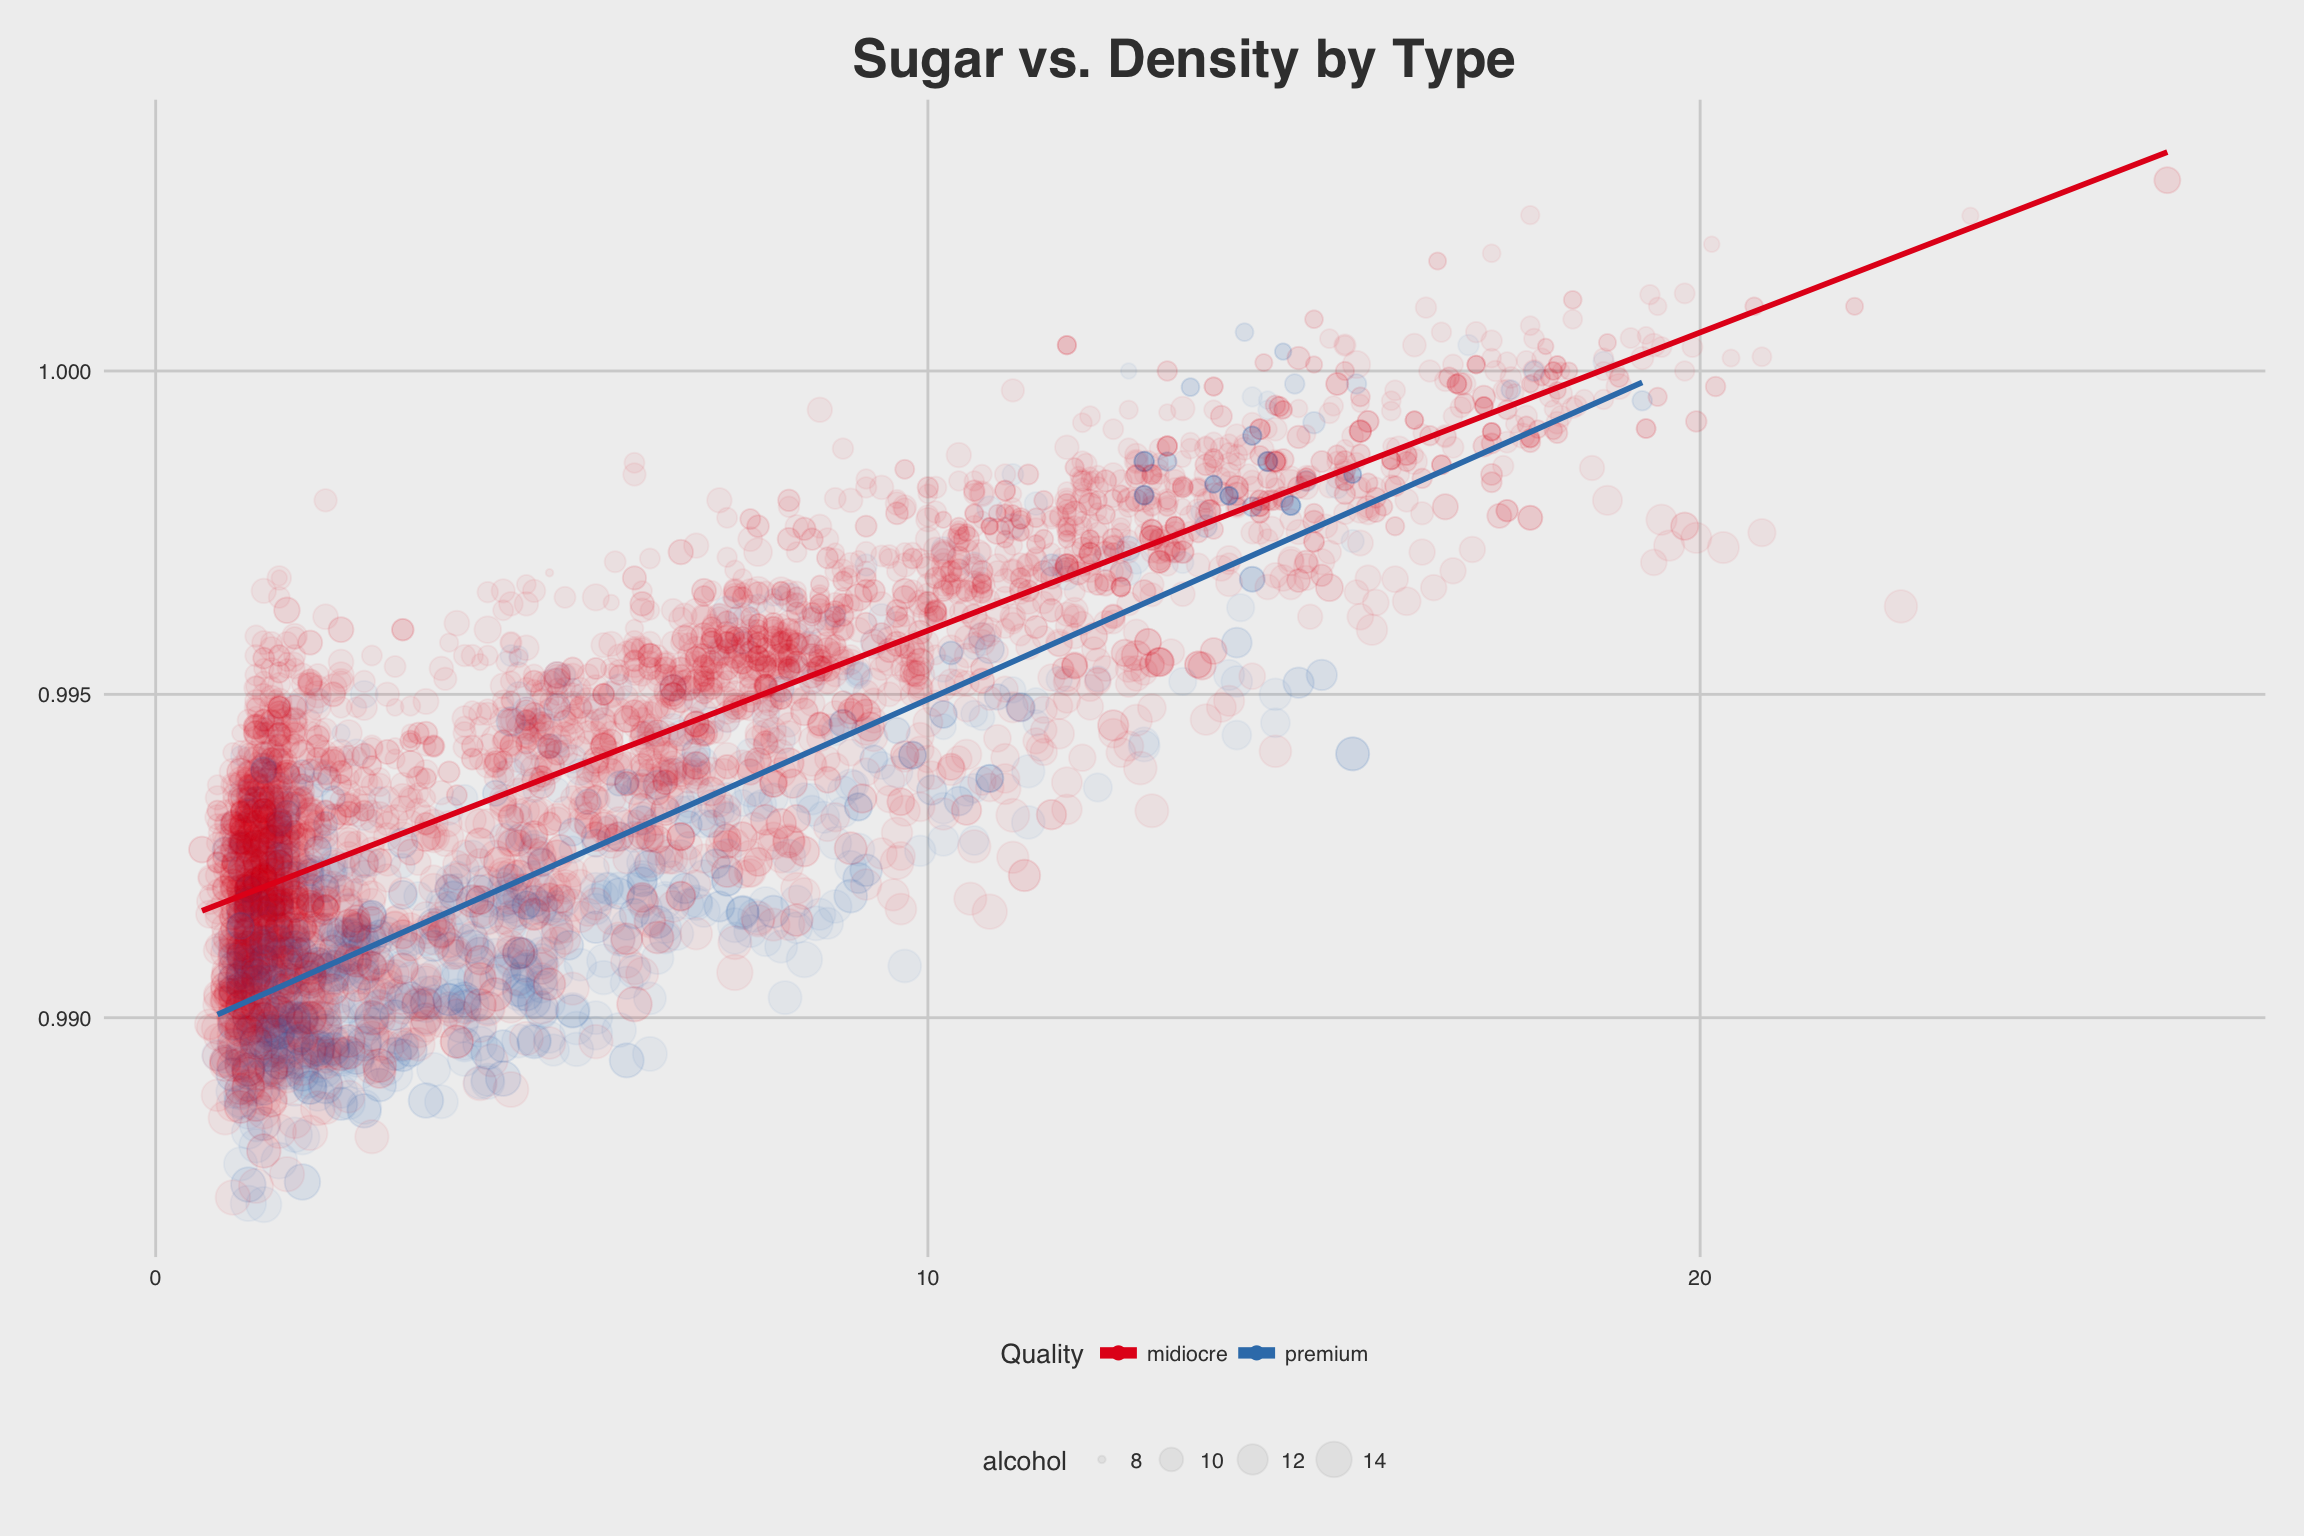 Sugar vs. Density by Type
1.000
0.995
0.990
0 10 20
Quality midiocre premium
alcohol 8 10 12 14